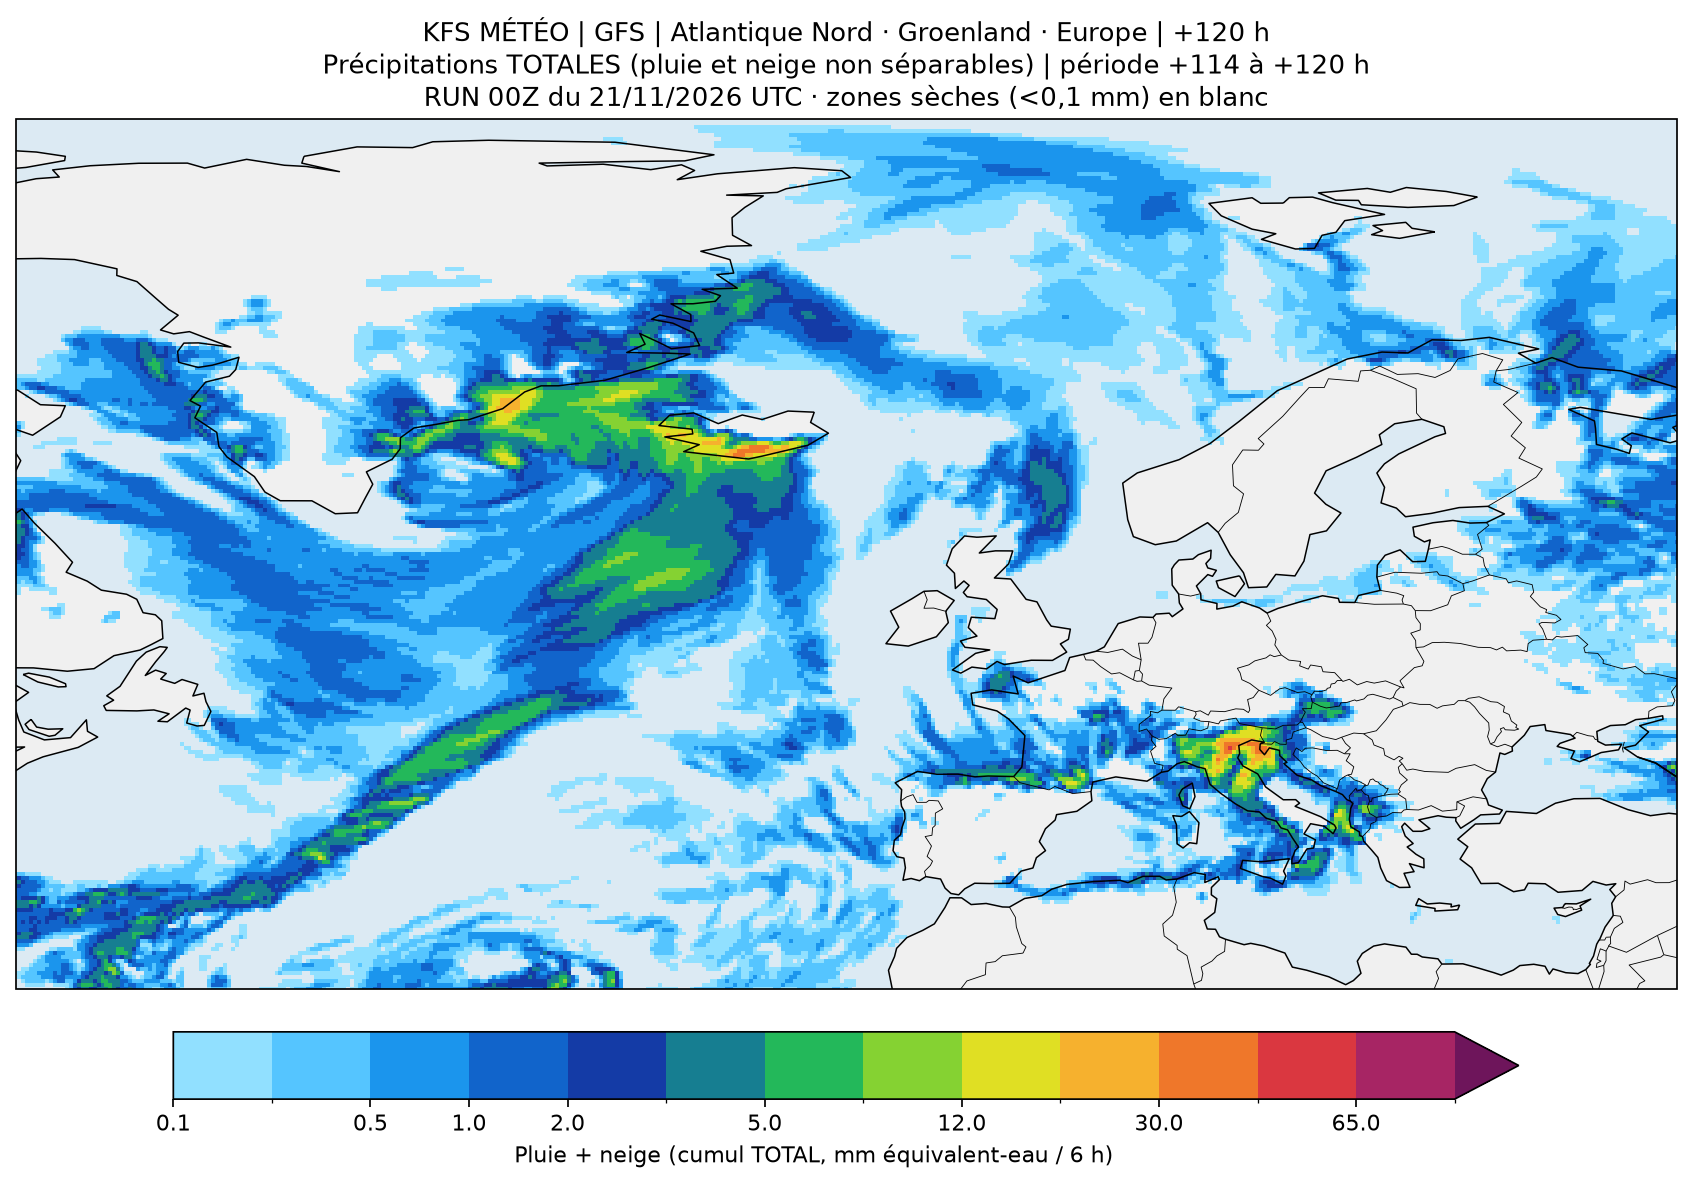 KFS MÉTÉO | GFS | Atlantique Nord · Groenland · Europe | +120 h
Précipitations TOTALES (pluie et neige non séparables) | période +114 à +120 h
RUN 00Z du 21/11/2026 UTC · zones sèches (<0,1 mm) en blanc
0.1 0.5 1.0 2.0 5.0 12.0 30.0 65.0
Pluie + neige (cumul TOTAL, mm équivalent-eau / 6 h)